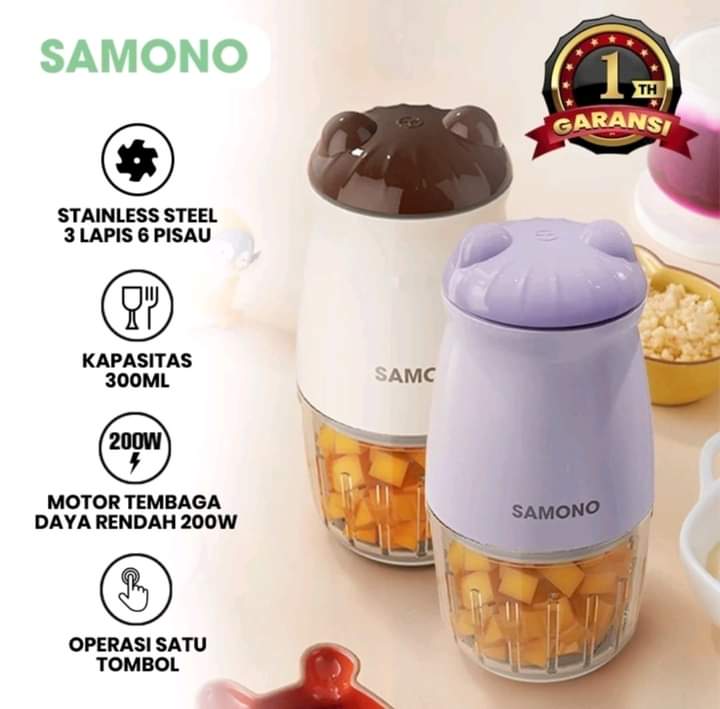 SAMONO
1 TH
GARANSI
STAINLESS STEEL
3 LAPIS 6 PISAU
KAPASITAS
300ML
200W
MOTOR TEMBAGA
DAYA RENDAH 200W
OPERASI SATU
TOMBOL
SAMO
SAMONO